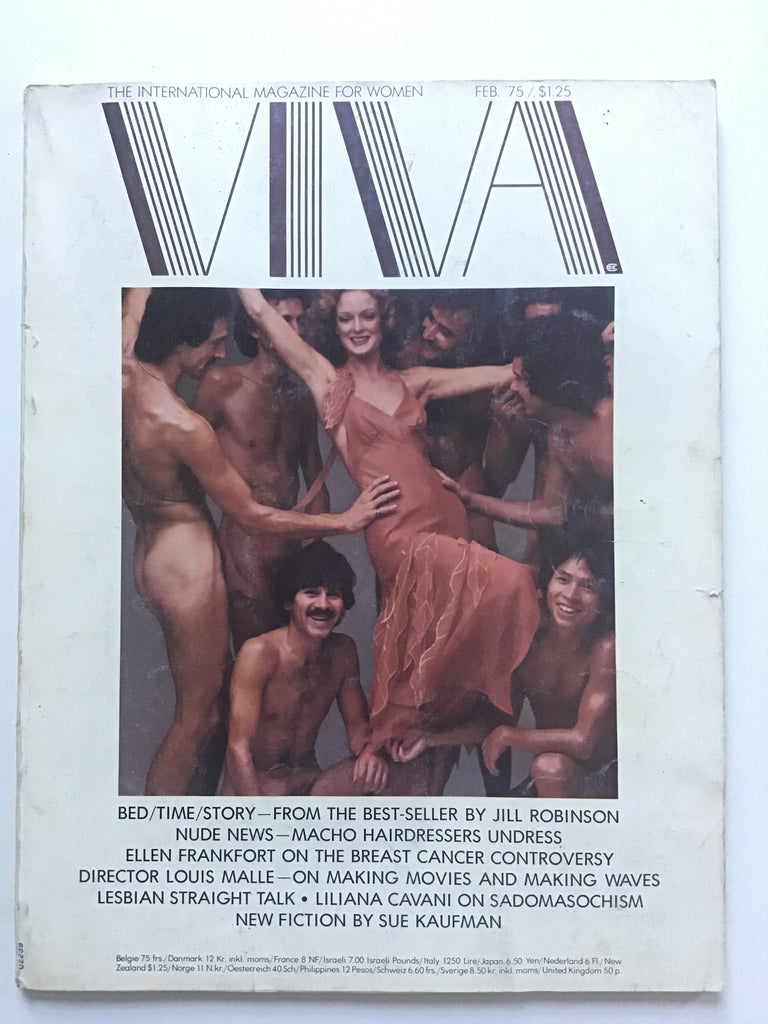 THE INTERNATIONAL MAGAZINE FOR WOMEN FEB. '75 / $1.25
VIVA
BED/TIME/STORY—FROM THE BEST-SELLER BY JILL ROBINSON
NUDE NEWS—MACHO HAIRDRESSERS UNDRESS
ELLEN FRANKFORT ON THE BREAST CANCER CONTROVERSY
DIRECTOR LOUIS MALLE—ON MAKING MOVIES AND MAKING WAVES
LESBIAN STRAIGHT TALK • LILIANA CAVANI ON SADOMASOCHISM
NEW FICTION BY SUE KAUFMAN
Belgie 75 frs./Danmark 12 Kr. inkl. moms/France 8 NF/Israeli 7.00 Israeli Pounds/Italy 1250 Lire/Japan 6.50 Yen/Nederland 6 Fl./New
Zealand $1.25/Norge 11 N.kr./Oesterreich 40 Sch/Philippines 12 Pesos/Schweiz 6.60 frs./Sverige 8.50 kr. inkl. moms/United Kingdom 50 p.
02239